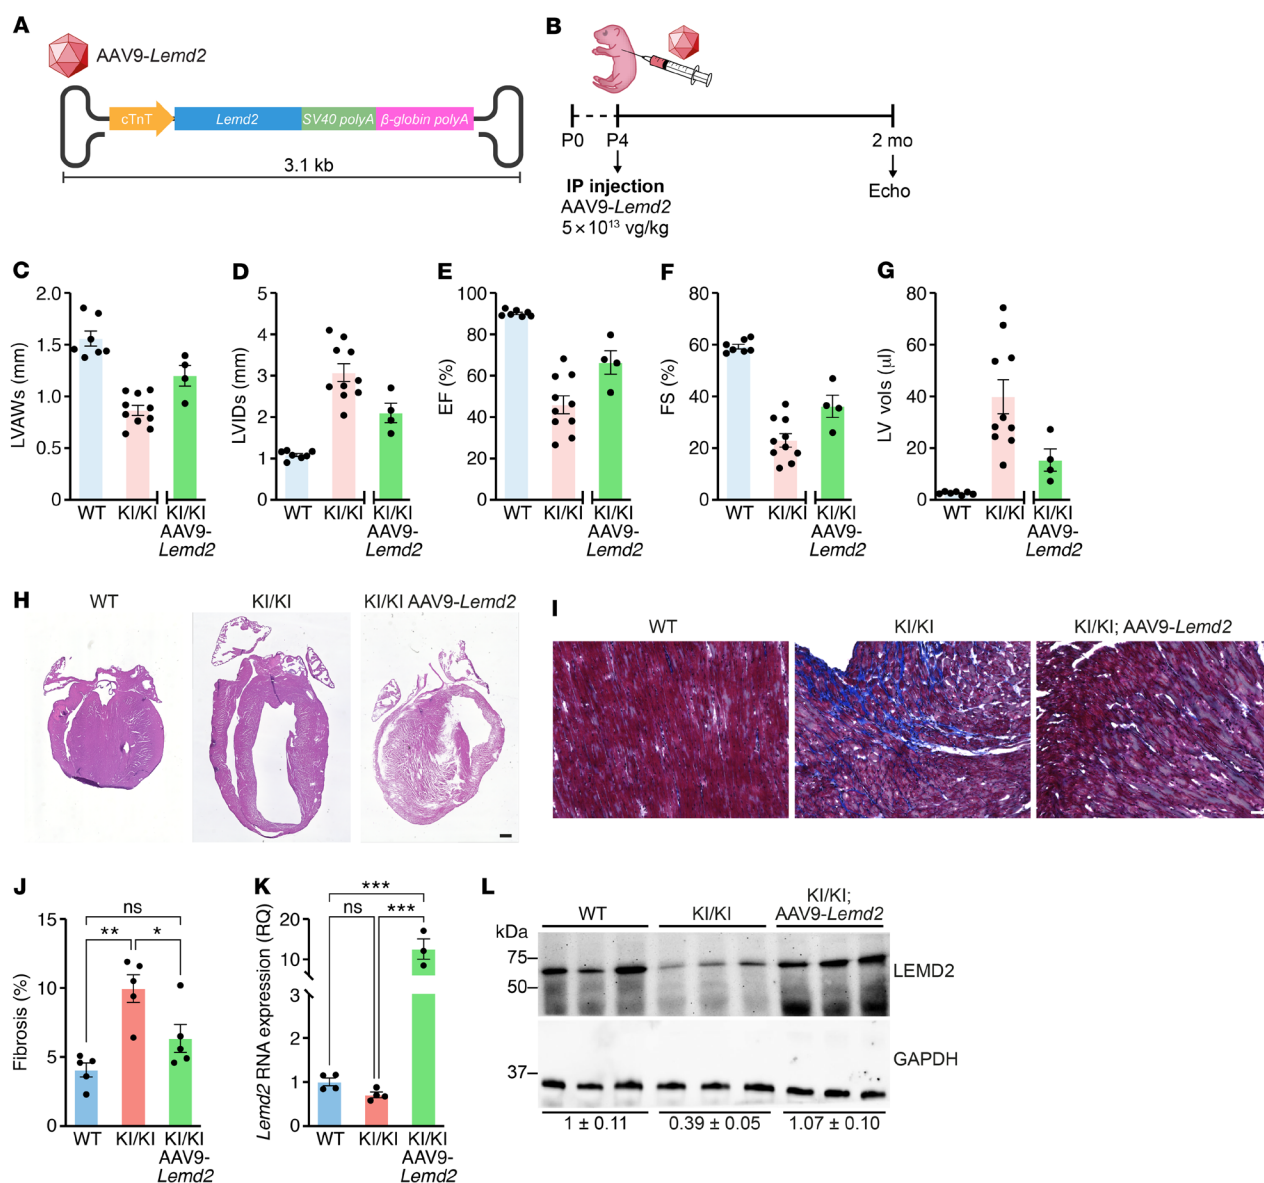 A
AAV9-Lemd2
cTnT Lemd2 SV40 polyA β-globin polyA
3.1 kb
B
P0 P4 2 mo
IP injection
AAV9-Lemd2
5×10¹³ vg/kg
Echo
C
LVAWs (mm)
2.0
1.5
1.0
0.5
0
WT KI/KI KI/KI
AAV9-
Lemd2
D
LVIDs (mm)
5
4
3
2
1
0
WT KI/KI KI/KI
AAV9-
Lemd2
E
EF (%)
100
80
60
40
20
0
WT KI/KI KI/KI
AAV9-
Lemd2
F
FS (%)
80
60
40
20
0
WT KI/KI KI/KI
AAV9-
Lemd2
G
LV vols (µl)
80
60
40
20
0
WT KI/KI KI/KI
AAV9-
Lemd2
H
WT KI/KI KI/KI AAV9-Lemd2
I
WT KI/KI KI/KI; AAV9-Lemd2
J
Fibrosis (%)
ns
** *
15
10
5
0
WT KI/KI KI/KI
AAV9-
Lemd2
K
Lemd2 RNA expression (RQ)
***
ns ***
20
10
3
2
1
0
WT KI/KI KI/KI
AAV9-
Lemd2
L
WT KI/KI KI/KI;
AAV9-Lemd2
kDa
75
50
LEMD2
37
GAPDH
1 ± 0.11 0.39 ± 0.05 1.07 ± 0.10